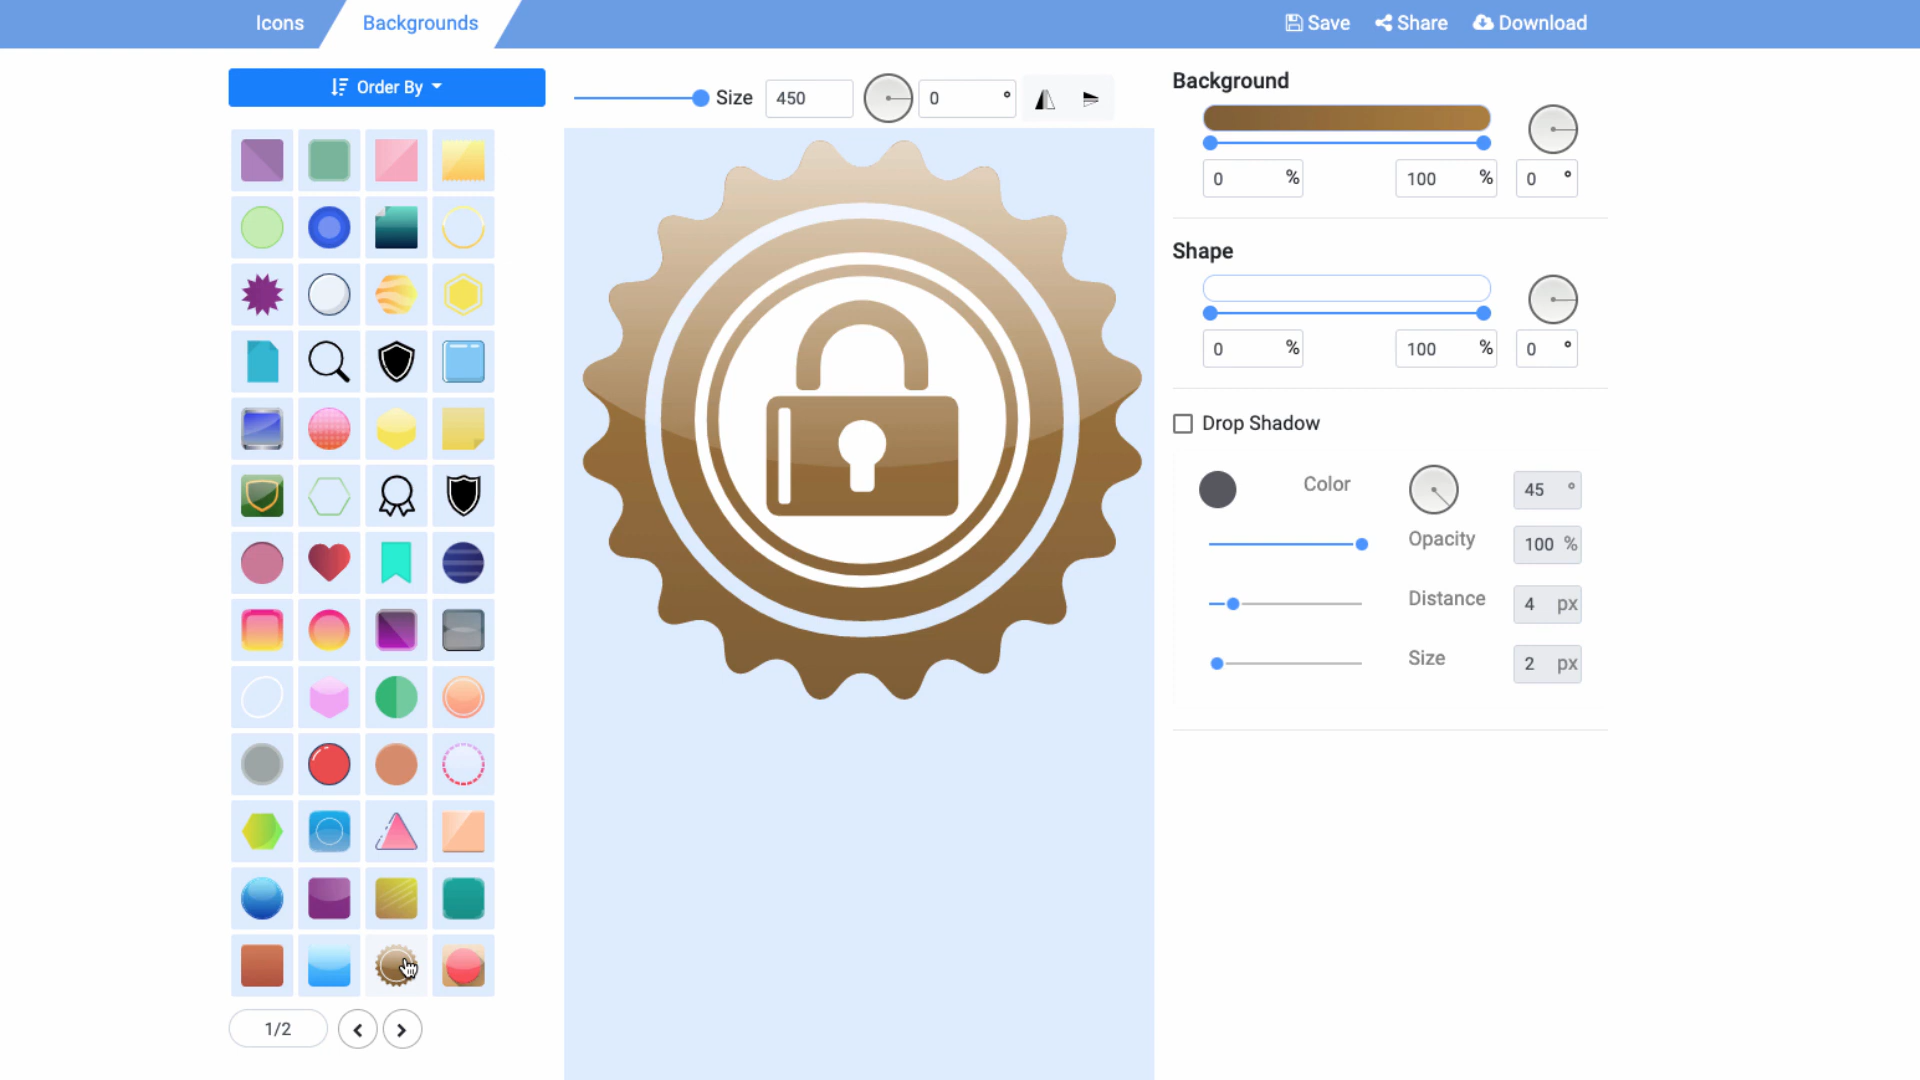 Icons Backgrounds Save Share Download
Order By
Size 450 0 °
Background
0 % 100 % 0 °
Shape
0 % 100 % 0 °
Drop Shadow
Color 45 °
Opacity 100 %
Distance 4 px
Size 2 px
1/2